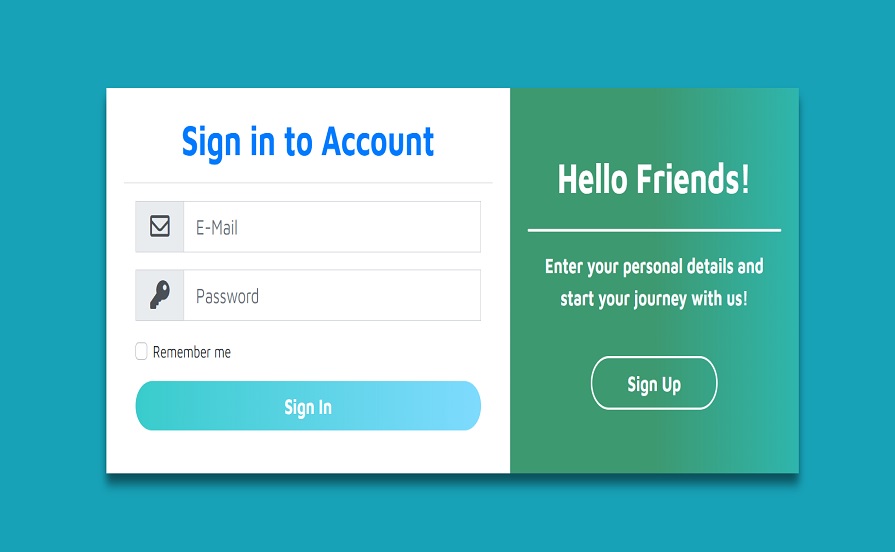 Sign in to Account
E-Mail
Password
Remember me
Sign In
Hello Friends!
Enter your personal details and
start your journey with us!
Sign Up